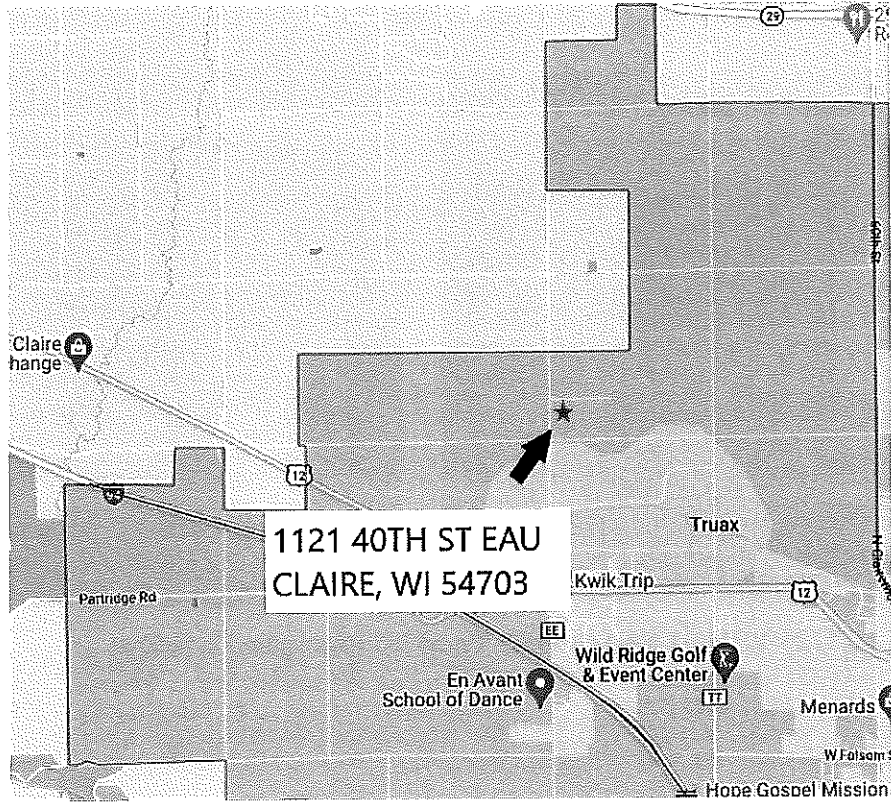 29
Claire
hange
12
1121 40TH ST EAU
CLAIRE, WI 54703
Truax
Kwik Trip
12
Partridge Rd
EE
Wild Ridge Golf
& Event Center
TT
En Avant
School of Dance
Menards
W Folsom
Hope Gospel Mission